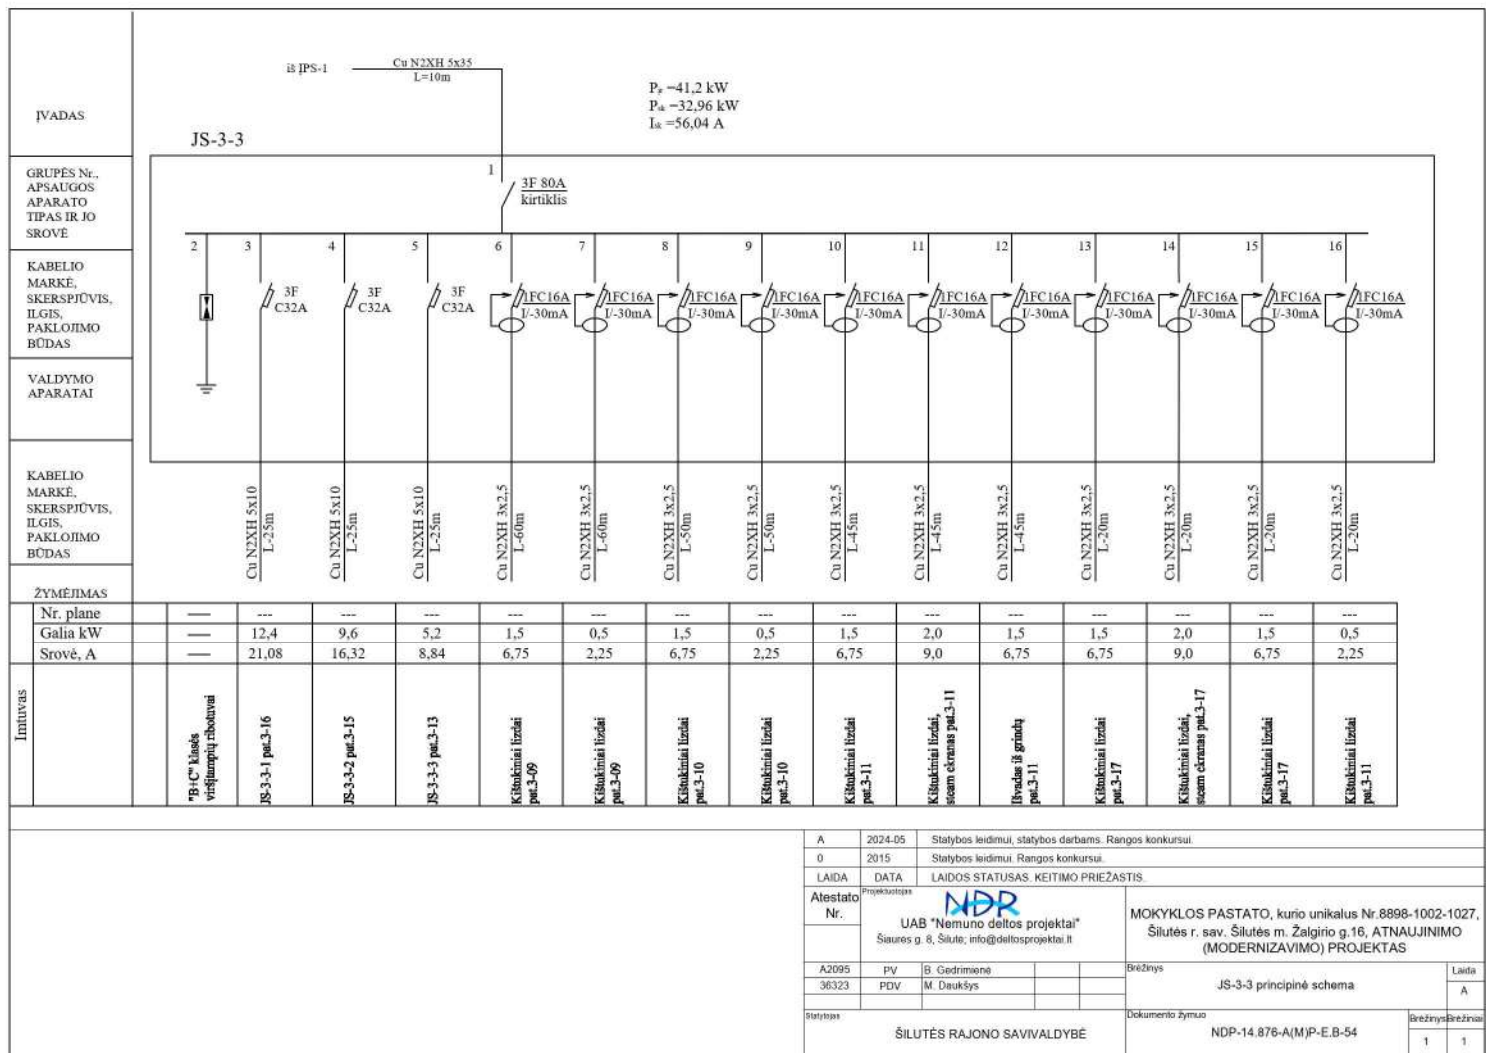 iš ĮPS-1
Cu N2XH 5x35
L=10m
Pįr =41,2 kW
Psk =32,96 kW
Isk =56,04 A
ĮVADAS
JS-3-3
GRUPĖS Nr.,
APSAUGOS
APARATO
TIPAS IR JO
SROVĖ
1
3F 80A
kirtiklis
2 3 4 5 6 7 8 9 10 11 12 13 14 15 16
KABELIO
MARKĖ,
SKERSPJŪVIS,
ILGIS,
PAKLOJIMO
BŪDAS
3F
C32A
3F
C32A
3F
C32A
1FC16A
I/-30mA
1FC16A
I/-30mA
1FC16A
I/-30mA
1FC16A
I/-30mA
1FC16A
I/-30mA
1FC16A
I/-30mA
1FC16A
I/-30mA
1FC16A
I/-30mA
1FC16A
I/-30mA
1FC16A
I/-30mA
1FC16A
I/-30mA
VALDYMO
APARATAI
KABELIO
MARKĖ,
SKERSPJŪVIS,
ILGIS,
PAKLOJIMO
BŪDAS
Cu N2XH 5x10
L-25m
Cu N2XH 5x10
L-25m
Cu N2XH 5x10
L-25m
Cu N2XH 3x2,5
L-60m
Cu N2XH 3x2,5
L-60m
Cu N2XH 3x2,5
L-50m
Cu N2XH 3x2,5
L-50m
Cu N2XH 3x2,5
L-45m
Cu N2XH 3x2,5
L-45m
Cu N2XH 3x2,5
L-45m
Cu N2XH 3x2,5
L-20m
Cu N2XH 3x2,5
L-20m
Cu N2XH 3x2,5
L-20m
Cu N2XH 3x2,5
L-20m
ŽYMĖJIMAS
Nr. plane — --- --- --- --- --- --- --- --- --- --- --- --- --- ---
Galia kW — 12,4 9,6 5,2 1,5 0,5 1,5 0,5 1,5 2,0 1,5 1,5 2,0 1,5 0,5
Srovė, A — 21,08 16,32 8,84 6,75 2,25 6,75 2,25 6,75 9,0 6,75 6,75 9,0 6,75 2,25
Imtuvas
"B+C" klasės
viršįtampių ribotuvai
JS-3-3-1 pat.3-16
JS-3-3-2 pat.3-15
JS-3-3-3 pat.3-13
Kištukiniai lizdai
pat.3-09
Kištukiniai lizdai
pat.3-09
Kištukiniai lizdai
pat.3-10
Kištukiniai lizdai
pat.3-10
Kištukiniai lizdai
pat.3-11
Kištukiniai lizdai,
steam ekranas pat.3-11
Išvadas iš grindų
pat.3-11
Kištukiniai lizdai
pat.3-17
Kištukiniai lizdai,
steam ekranas pat.3-17
Kištukiniai lizdai
pat.3-17
Kištukiniai lizdai
pat.3-11
A 2024-05 Statybos leidimui, statybos darbams. Rangos konkursui.
0 2015 Statybos leidimui. Rangos konkursui.
LAIDA DATA LAIDOS STATUSAS. KEITIMO PRIEŽASTIS.
Atestato
Nr.
Projektuotojas
NDR
UAB "Nemuno deltos projektai"
Šiaurės g. 8, Šilutė; info@deltosprojektai.lt
MOKYKLOS PASTATO, kurio unikalus Nr.8898-1002-1027,
Šilutės r. sav. Šilutės m. Žalgirio g.16, ATNAUJINIMO
(MODERNIZAVIMO) PROJEKTAS
A2095 PV B. Gedrimienė
36323 PDV M. Daukšys
Brėžinys
JS-3-3 principinė schema
Laida
A
Statytojas
ŠILUTĖS RAJONO SAVIVALDYBĖ
Dokumento žymuo
NDP-14.876-A(M)P-E.B-54
Brėžinys Brėžiniai
1 1